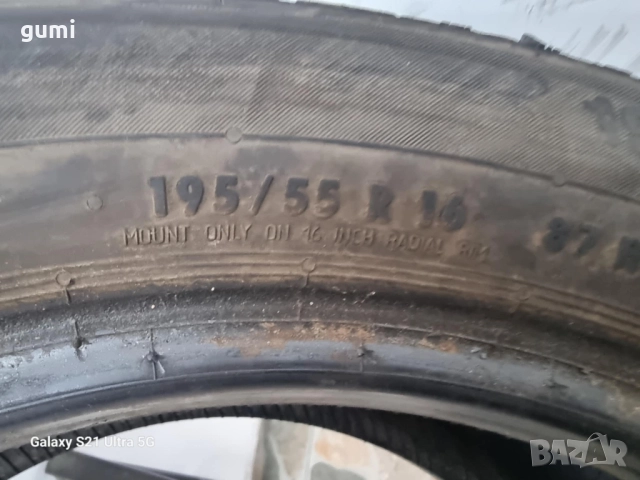 gumi
195/55 R 16 87 H
MOUNT ONLY ON 16 INCH RADIAL RIM
Galaxy S21 Ultra 5G
BAZAR